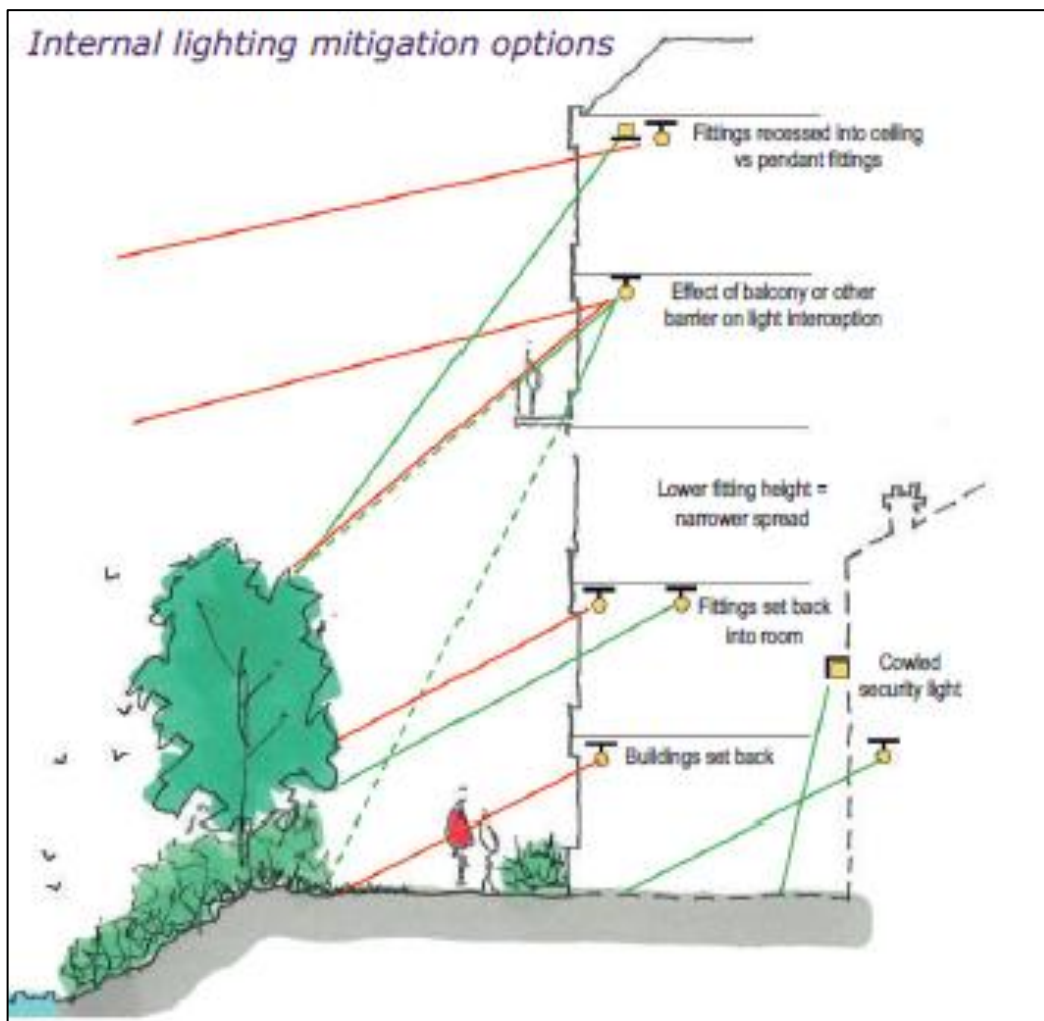 Internal lighting mitigation options
Fittings recessed into ceiling
vs pendant fittings
Effect of balcony or other
barrier on light interception
Lower fitting height =
narrower spread
Fittings set back
into room
Cowled
security light
Buildings set back